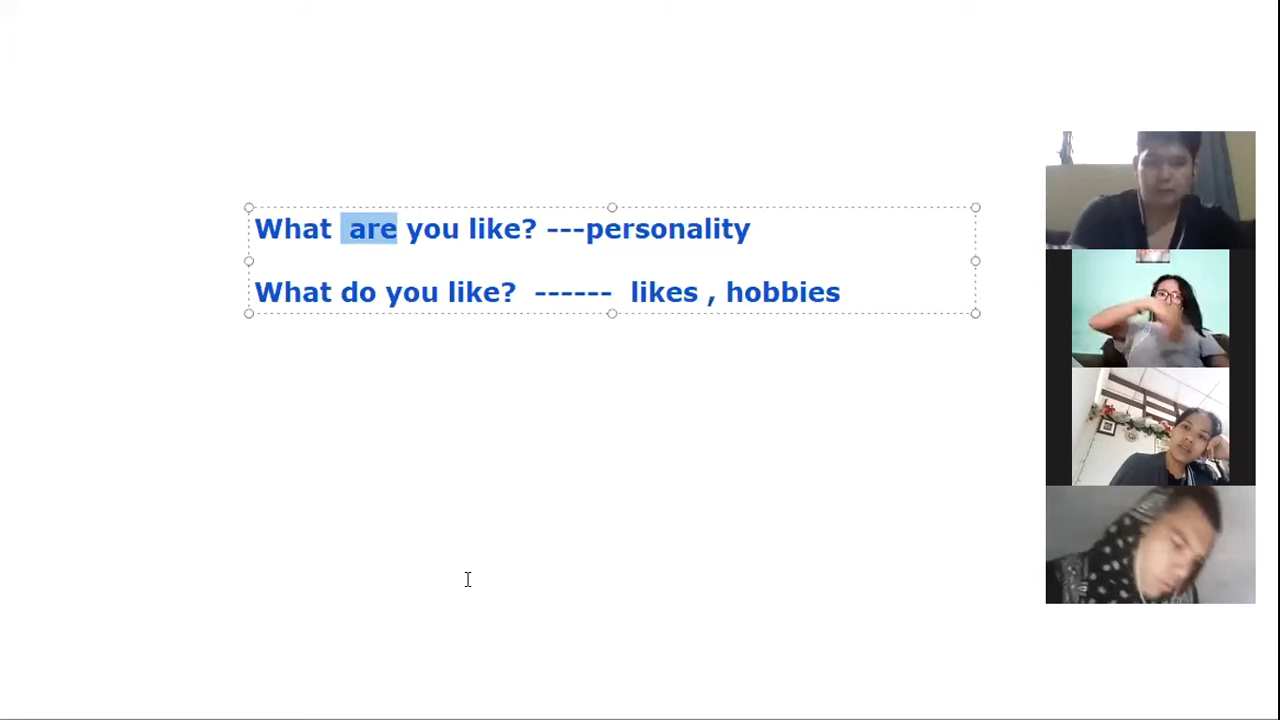 What are you like? ---personality
What do you like? ------ likes , hobbies